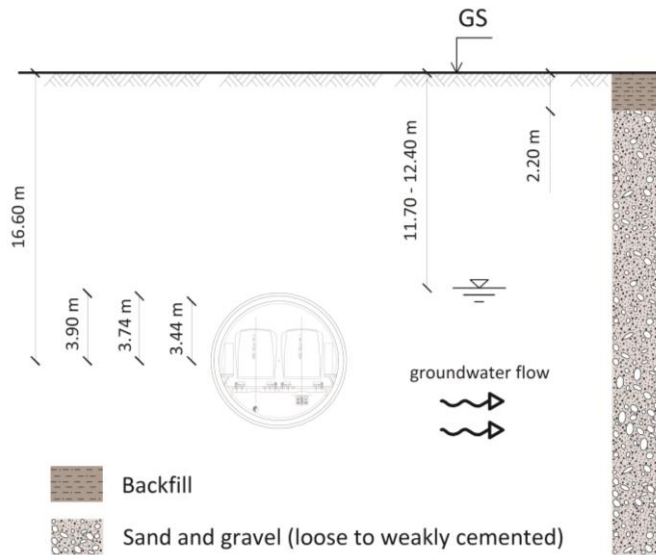 GS
16.60 m
11.70 - 12.40 m
2.20 m
3.90 m
3.74 m
3.44 m
groundwater flow
Backfill
Sand and gravel (loose to weakly cemented)